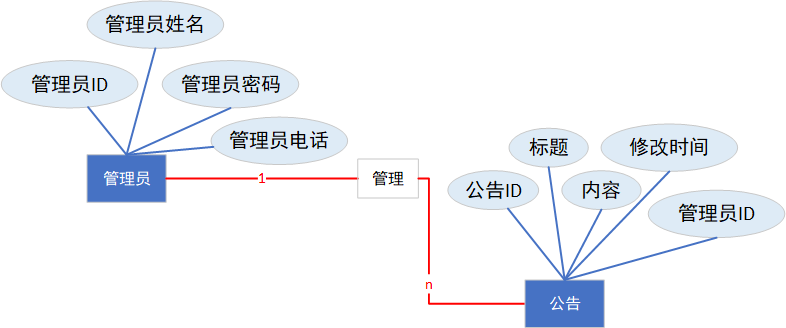 管理员姓名
管理员ID
管理员密码
管理员电话
管理员
1
管理
标题
修改时间
公告ID
内容
管理员ID
n
公告